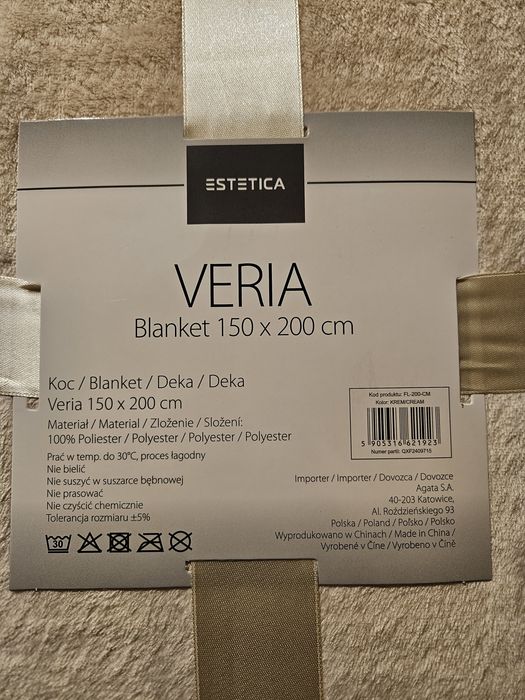 ESTETICA
VERIA
Blanket 150 x 200 cm
Koc / Blanket / Deka / Deka
Veria 150 x 200 cm
Materiał / Material / Zloženie / Složení:
100% Poliester / Polyester / Polyester / Polyester
Prać w temp. do 30°C, proces łagodny
Nie bielić
Nie suszyć w suszarce bębnowej
Nie prasować
Nie czyścić chemicznie
Tolerancja rozmiaru ±5%
30
Kod produktu: FL-200-CM
Kolor: KREM/CREAM
5 905316 621923
Numer partii: QXF2409715
Importer / Importer / Dovozca / Dovozce
Agata S.A.
40-203 Katowice,
Al. Roździeńskiego 93
Polska / Poland / Poľsko / Polsko
Wyprodukowano w Chinach / Made in China /
Vyrobené v Číne / Vyrobeno v Číně